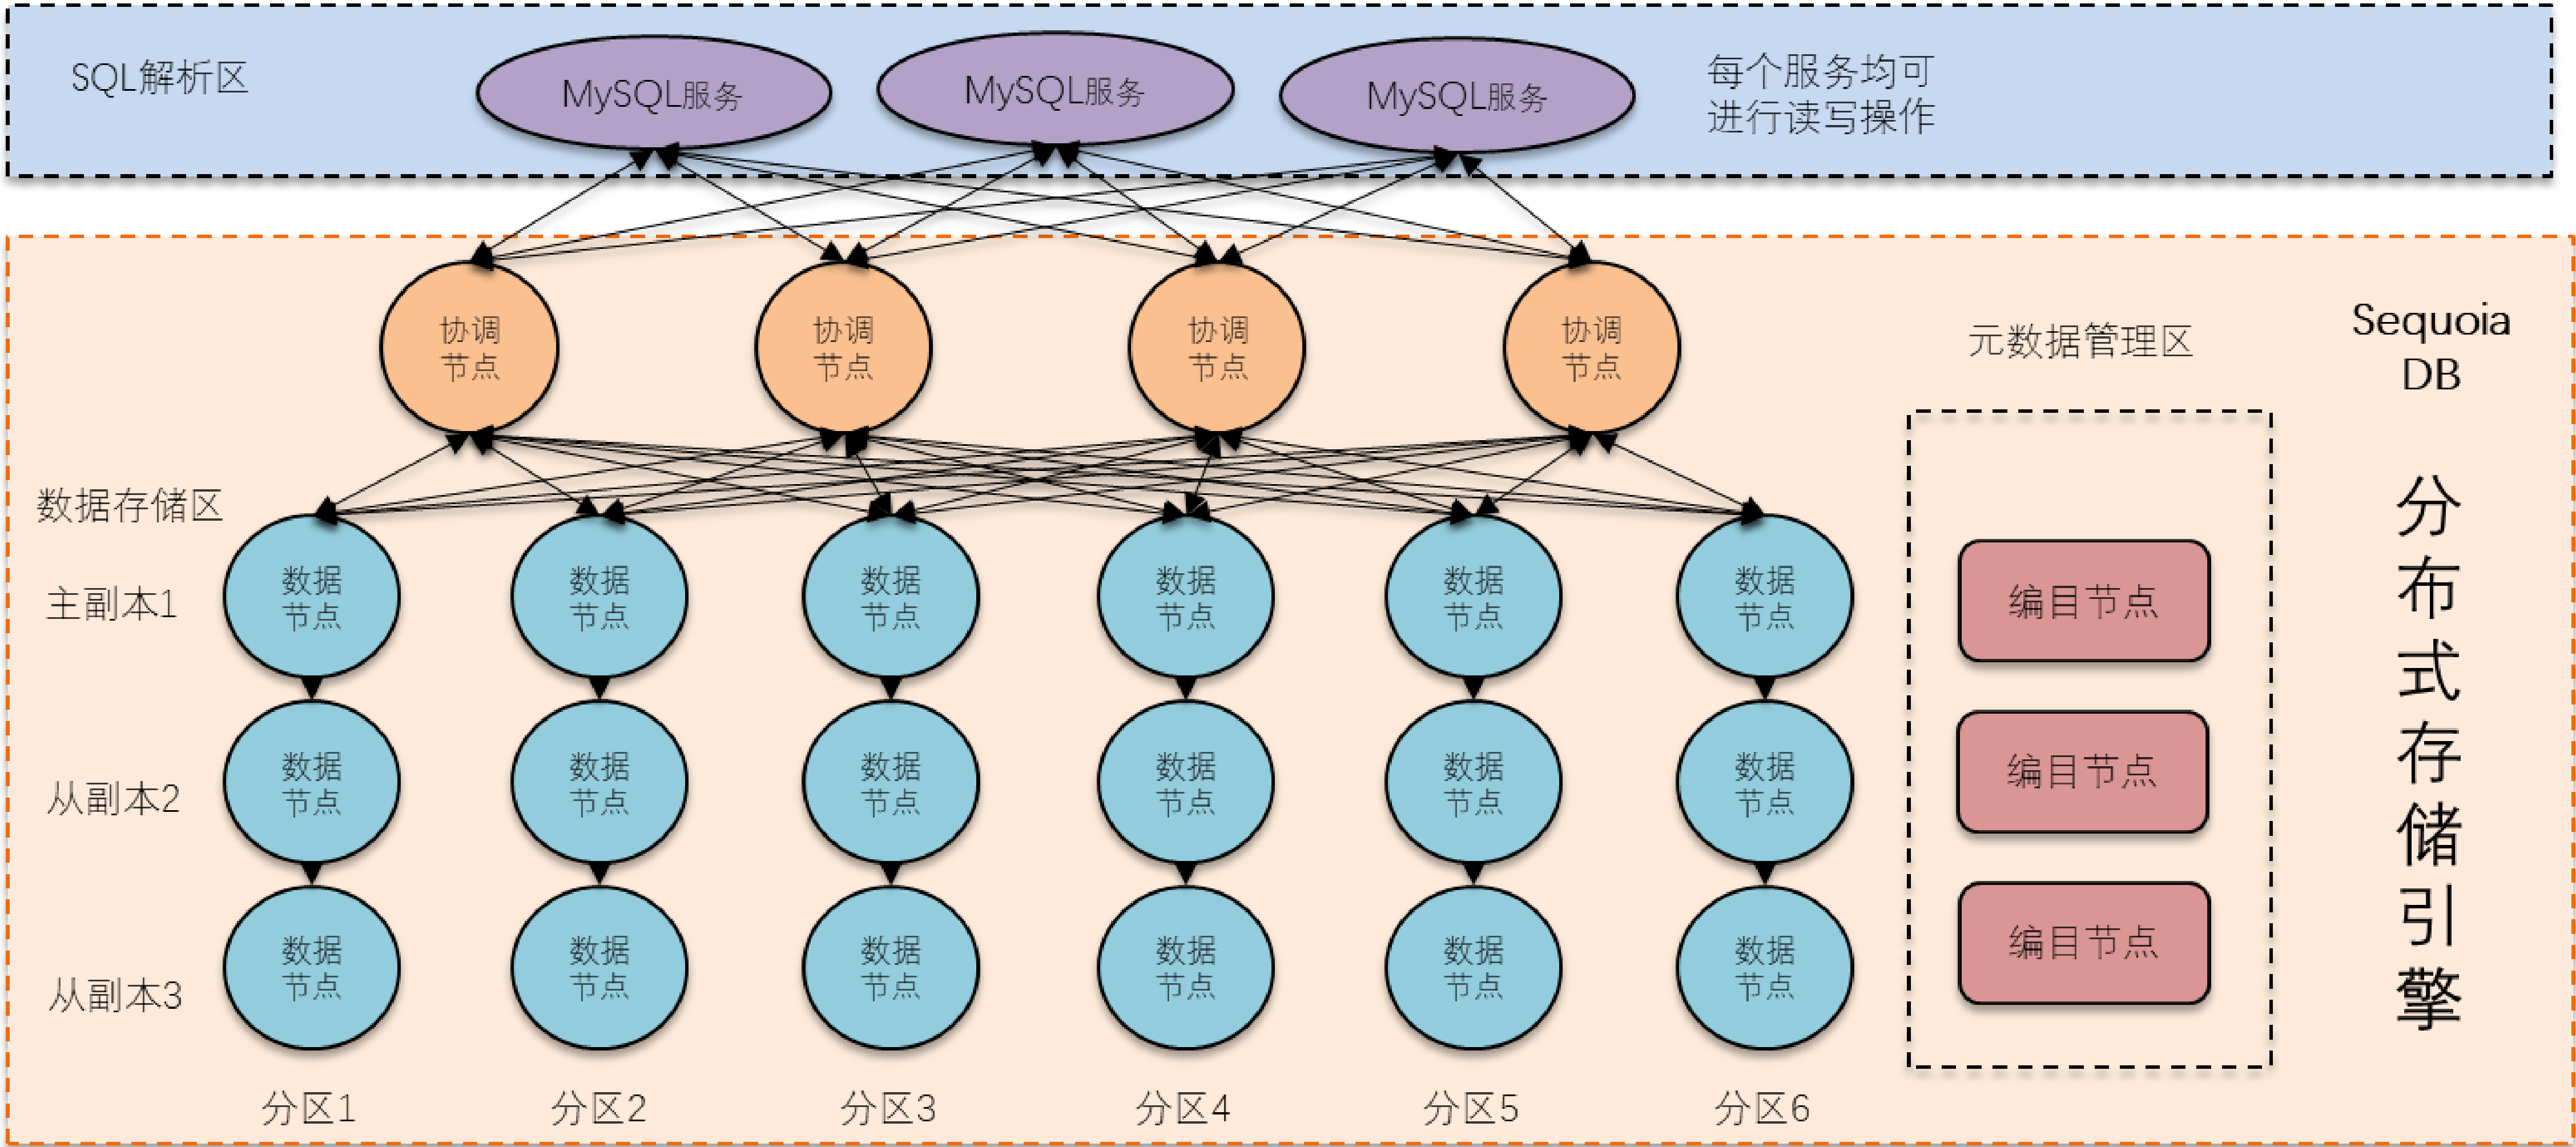 SQL解析区
MySQL服务
MySQL服务
MySQL服务
每个服务均可
进行读写操作
协调
节点
协调
节点
协调
节点
协调
节点
元数据管理区
Sequoia
DB
分
布
式
存
储
引
擎
数据存储区
主副本1
数据
节点
数据
节点
数据
节点
数据
节点
数据
节点
数据
节点
编目节点
从副本2
数据
节点
数据
节点
数据
节点
数据
节点
数据
节点
数据
节点
编目节点
从副本3
数据
节点
数据
节点
数据
节点
数据
节点
数据
节点
数据
节点
编目节点
分区1
分区2
分区3
分区4
分区5
分区6